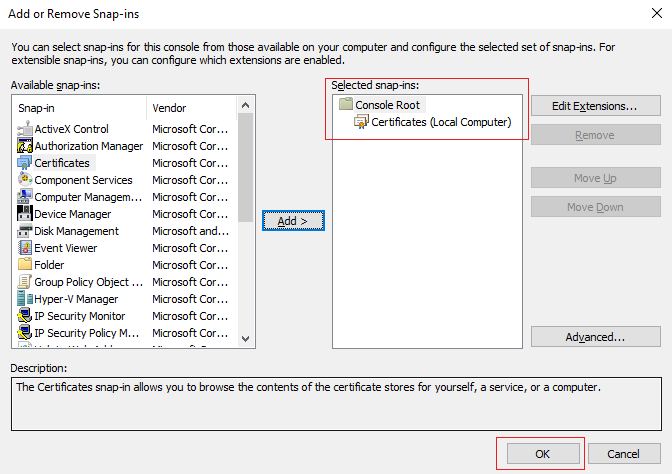 Add or Remove Snap-ins
You can select snap-ins for this console from those available on your computer and configure the selected set of snap-ins. For
extensible snap-ins, you can configure which extensions are enabled.
Available snap-ins:
Snap-in Vendor
ActiveX Control Microsoft Cor...
Authorization Manager Microsoft Cor...
Certificates Microsoft Cor...
Component Services Microsoft Cor...
Computer Managem... Microsoft Cor...
Device Manager Microsoft Cor...
Disk Management Microsoft and...
Event Viewer Microsoft Cor...
Folder Microsoft Cor...
Group Policy Object ... Microsoft Cor...
Hyper-V Manager Microsoft Cor...
IP Security Monitor Microsoft Cor...
IP Security Policy M... Microsoft Cor...
Add >
Selected snap-ins:
Console Root
Certificates (Local Computer)
Edit Extensions...
Remove
Move Up
Move Down
Advanced...
Description:
The Certificates snap-in allows you to browse the contents of the certificate stores for yourself, a service, or a computer.
OK
Cancel